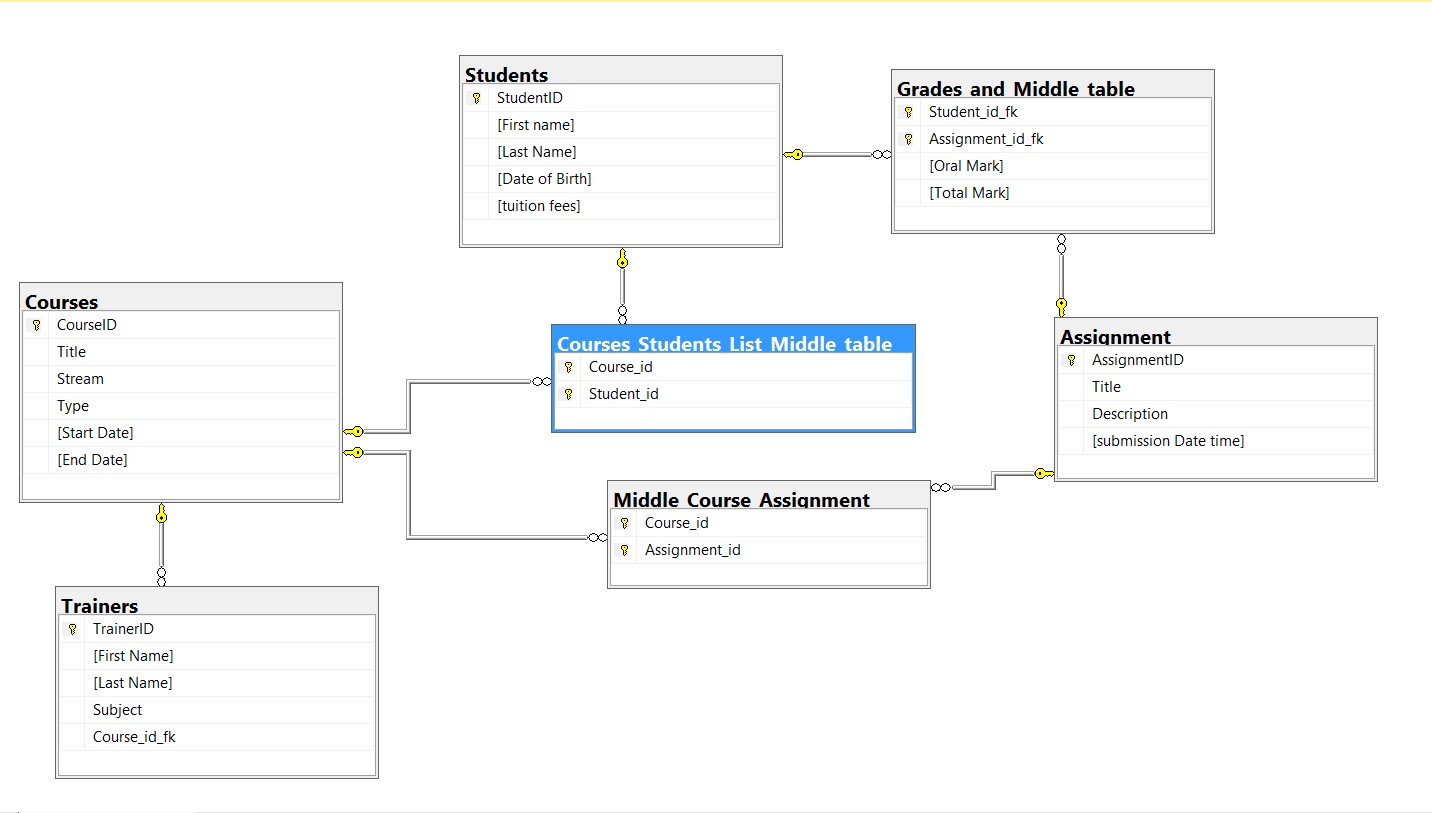 Students
StudentID
[First name]
[Last Name]
[Date of Birth]
[tuition fees]
Grades and Middle table
Student_id_fk
Assignment_id_fk
[Oral Mark]
[Total Mark]
Courses
CourseID
Title
Stream
Type
[Start Date]
[End Date]
Courses Students List Middle table
Course_id
Student_id
Assignment
AssignmentID
Title
Description
[submission Date time]
Middle Course Assignment
Course_id
Assignment_id
Trainers
TrainerID
[First Name]
[Last Name]
Subject
Course_id_fk